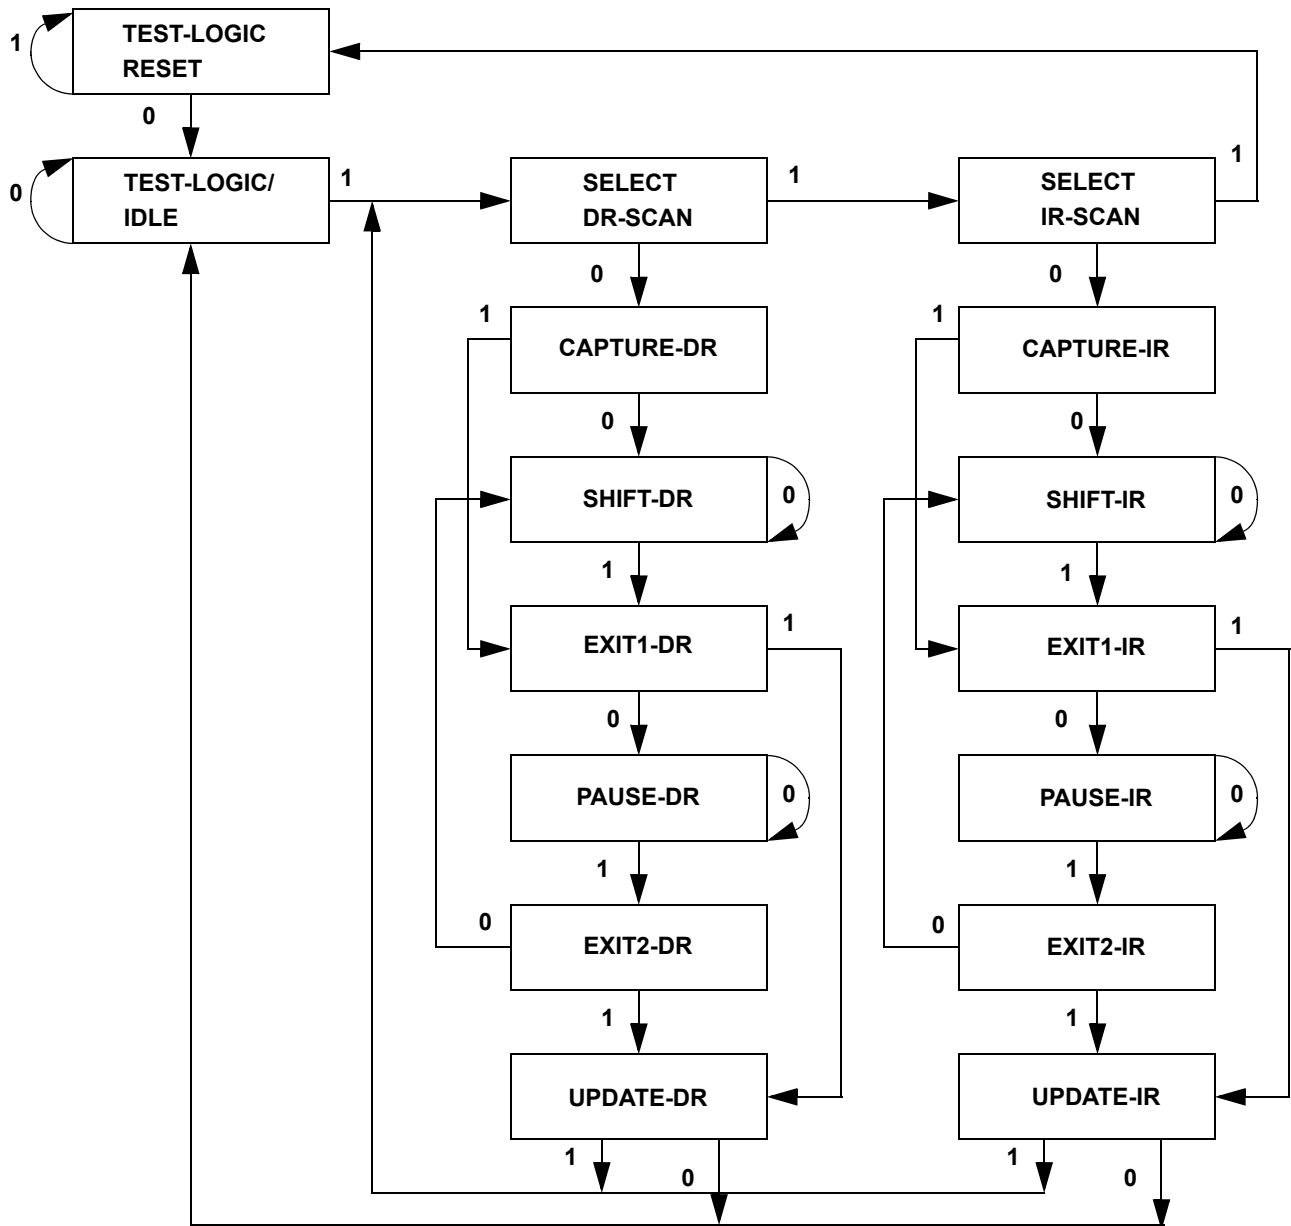 TEST-LOGIC
RESET
1
0
TEST-LOGIC/
IDLE
0
1
SELECT
DR-SCAN
1
SELECT
IR-SCAN
1
0
0
1
CAPTURE-DR
1
CAPTURE-IR
0
0
SHIFT-DR
0
SHIFT-IR
0
1
1
EXIT1-DR
1
EXIT1-IR
1
0
0
PAUSE-DR
0
PAUSE-IR
0
1
1
0
EXIT2-DR
0
EXIT2-IR
1
1
UPDATE-DR
UPDATE-IR
1
0
1
0